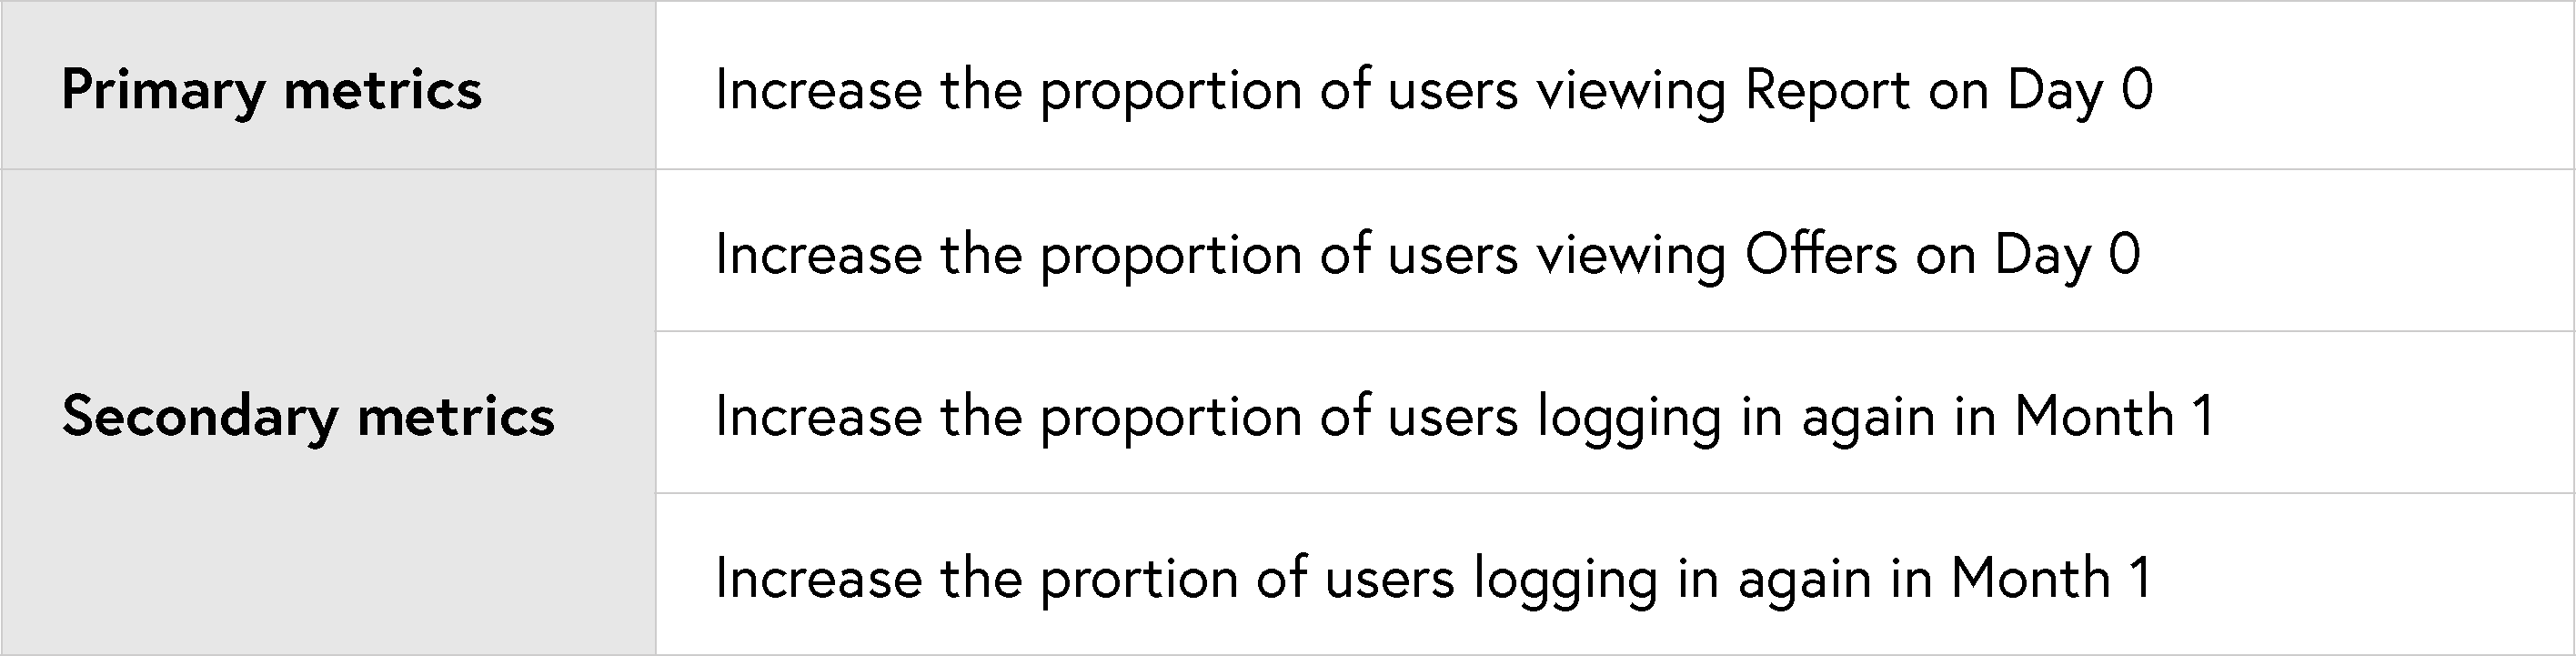 Primary metrics
Increase the proportion of users viewing Report on Day 0
Secondary metrics
Increase the proportion of users viewing Offers on Day 0
Increase the proportion of users logging in again in Month 1
Increase the prortion of users logging in again in Month 1